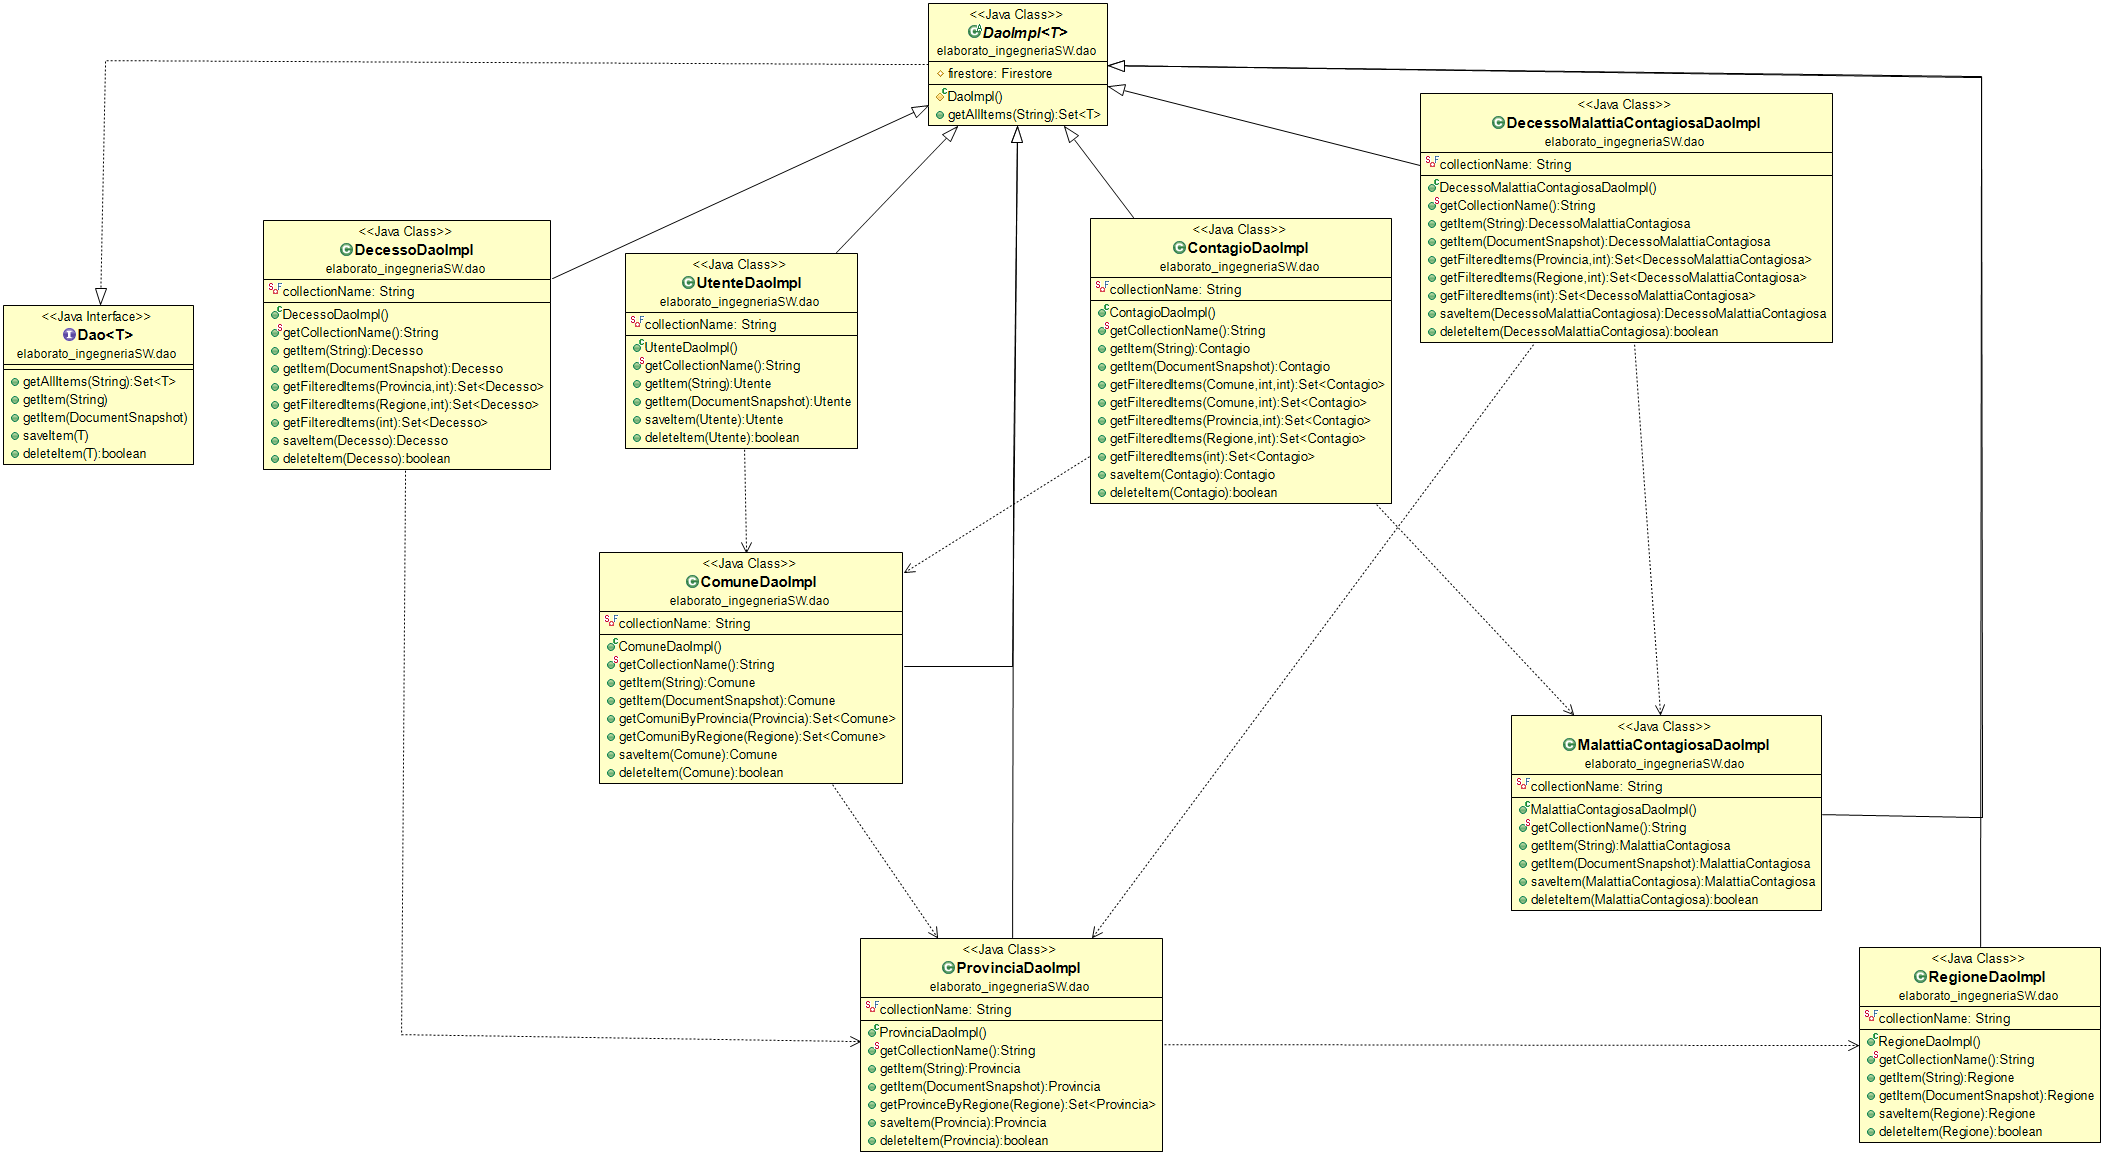 <<Java Class>>
DaoImpl<T>
elaborato_ingegneriaSW.dao
firestore: Firestore
DaoImpl()
getAllItems(String):Set<T>
<<Java Interface>>
Dao<T>
elaborato_ingegneriaSW.dao
getAllItems(String):Set<T>
getItem(String)
getItem(DocumentSnapshot)
saveItem(T)
deleteItem(T):boolean
<<Java Class>>
DecessoDaoImpl
elaborato_ingegneriaSW.dao
collectionName: String
DecessoDaoImpl()
getCollectionName():String
getItem(String):Decesso
getItem(DocumentSnapshot):Decesso
getFilteredItems(Provincia,int):Set<Decesso>
getFilteredItems(Regione,int):Set<Decesso>
getFilteredItems(int):Set<Decesso>
saveItem(Decesso):Decesso
deleteItem(Decesso):boolean
<<Java Class>>
UtenteDaoImpl
elaborato_ingegneriaSW.dao
collectionName: String
UtenteDaoImpl()
getCollectionName():String
getItem(String):Utente
getItem(DocumentSnapshot):Utente
saveItem(Utente):Utente
deleteItem(Utente):boolean
<<Java Class>>
ContagioDaoImpl
elaborato_ingegneriaSW.dao
collectionName: String
ContagioDaoImpl()
getCollectionName():String
getItem(String):Contagio
getItem(DocumentSnapshot):Contagio
getFilteredItems(Comune,int,int):Set<Contagio>
getFilteredItems(Comune,int):Set<Contagio>
getFilteredItems(Provincia,int):Set<Contagio>
getFilteredItems(Regione,int):Set<Contagio>
getFilteredItems(int):Set<Contagio>
saveItem(Contagio):Contagio
deleteItem(Contagio):boolean
<<Java Class>>
DecessoMalattiaContagiosaDaoImpl
elaborato_ingegneriaSW.dao
collectionName: String
DecessoMalattiaContagiosaDaoImpl()
getCollectionName():String
getItem(String):DecessoMalattiaContagiosa
getItem(DocumentSnapshot):DecessoMalattiaContagiosa
getFilteredItems(Provincia,int):Set<DecessoMalattiaContagiosa>
getFilteredItems(Regione,int):Set<DecessoMalattiaContagiosa>
getFilteredItems(int):Set<DecessoMalattiaContagiosa>
saveItem(DecessoMalattiaContagiosa):DecessoMalattiaContagiosa
deleteItem(DecessoMalattiaContagiosa):boolean
<<Java Class>>
ComuneDaoImpl
elaborato_ingegneriaSW.dao
collectionName: String
ComuneDaoImpl()
getCollectionName():String
getItem(String):Comune
getItem(DocumentSnapshot):Comune
getComuniByProvincia(Provincia):Set<Comune>
getComuniByRegione(Regione):Set<Comune>
saveItem(Comune):Comune
deleteItem(Comune):boolean
<<Java Class>>
MalattiaContagiosaDaoImpl
elaborato_ingegneriaSW.dao
collectionName: String
MalattiaContagiosaDaoImpl()
getCollectionName():String
getItem(String):MalattiaContagiosa
getItem(DocumentSnapshot):MalattiaContagiosa
saveItem(MalattiaContagiosa):MalattiaContagiosa
deleteItem(MalattiaContagiosa):boolean
<<Java Class>>
ProvinciaDaoImpl
elaborato_ingegneriaSW.dao
collectionName: String
ProvinciaDaoImpl()
getCollectionName():String
getItem(String):Provincia
getItem(DocumentSnapshot):Provincia
getProvinceByRegione(Regione):Set<Provincia>
saveItem(Provincia):Provincia
deleteItem(Provincia):boolean
<<Java Class>>
RegioneDaoImpl
elaborato_ingegneriaSW.dao
collectionName: String
RegioneDaoImpl()
getCollectionName():String
getItem(String):Regione
getItem(DocumentSnapshot):Regione
saveItem(Regione):Regione
deleteItem(Regione):boolean